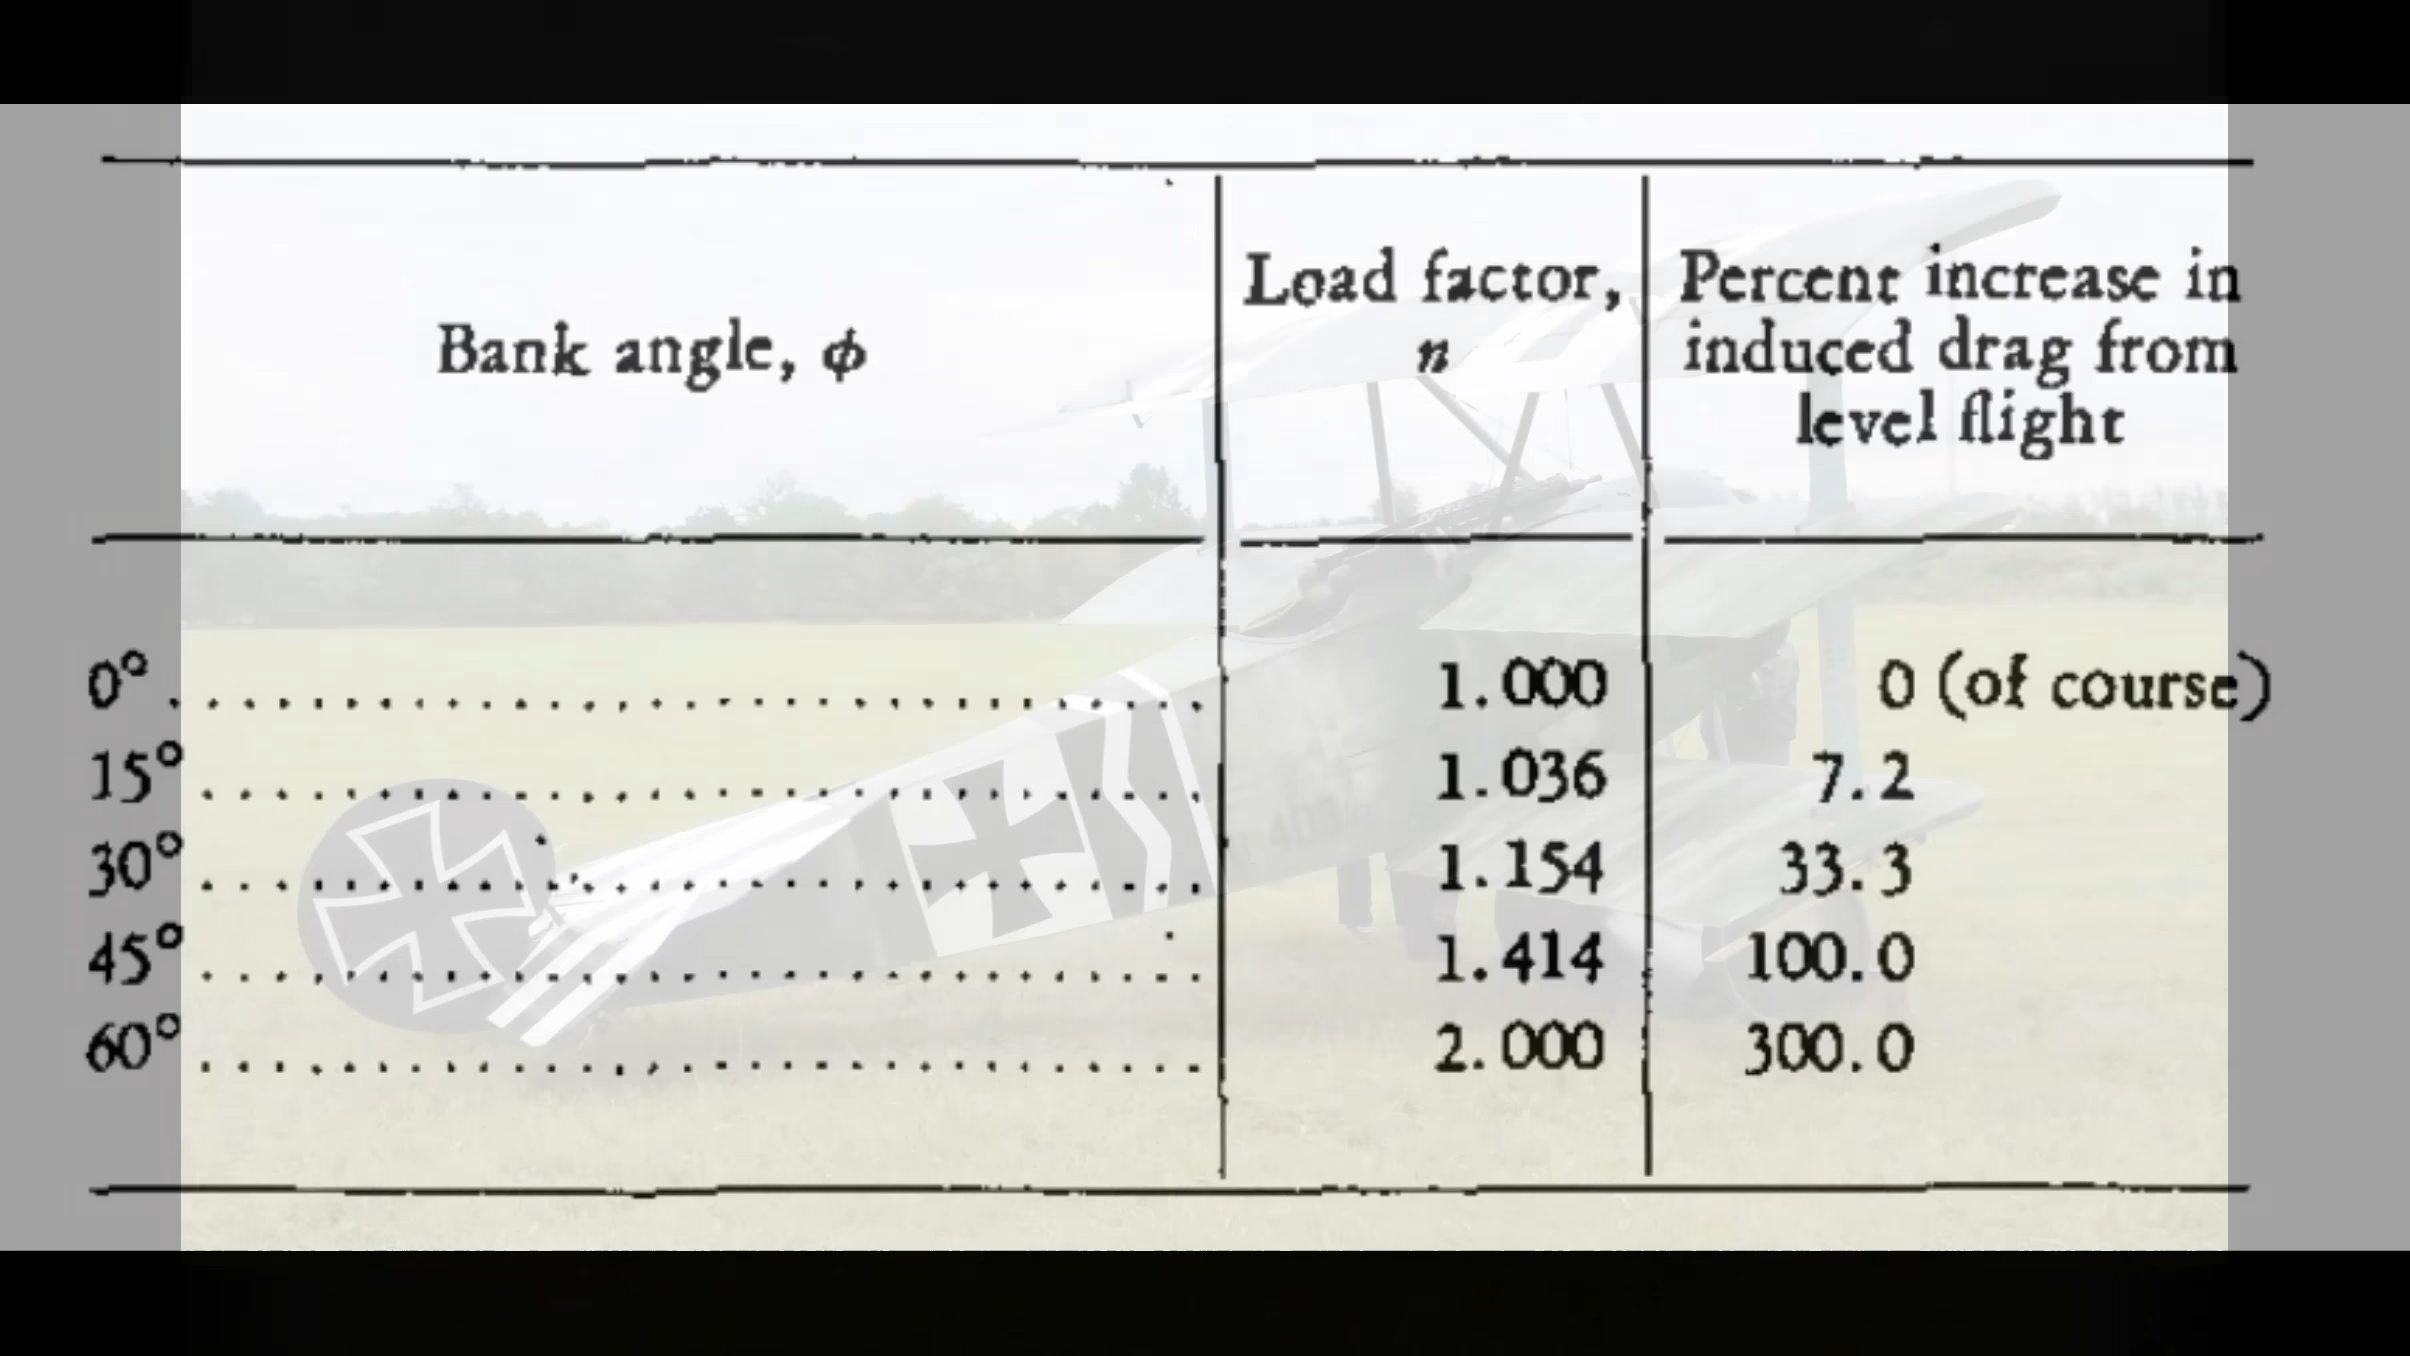 Bank angle, ϕ
Load factor,
n
Percent increase in
induced drag from
level flight
0° 1.000 0 (of course)
15° 1.036 7.2
30° 1.154 33.3
45° 1.414 100.0
60° 2.000 300.0